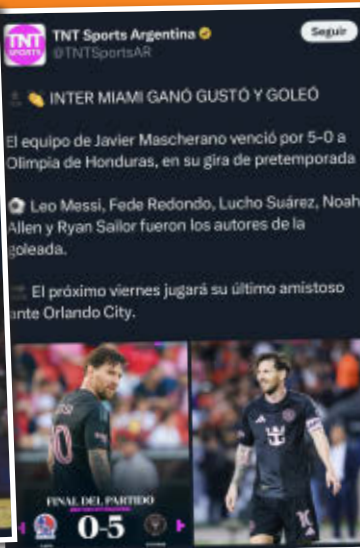 TNT
SPORTS
TNT Sports Argentina
@TNTSportsAR
Seguir
INTER MIAMI GANÓ GUSTÓ Y GOLEÓ
El equipo de Javier Mascherano venció por 5-0 a
Olimpia de Honduras, en su gira de pretemporada
Leo Messi, Fede Redondo, Lucho Suárez, Noah
Allen y Ryan Sailor fueron los autores de la
goleada.
El próximo viernes jugará su último amistoso
ante Orlando City.
10
FINAL DEL PARTIDO
0-5